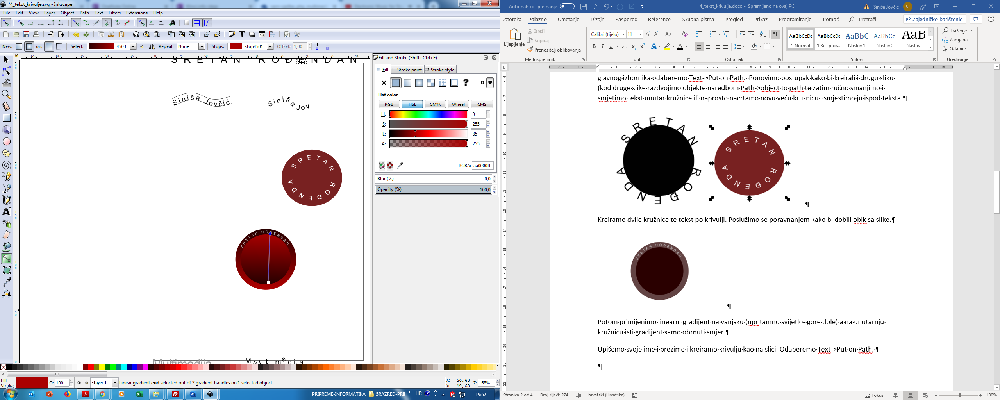 *4_tekst_krivulje.svg - Inkscape
File Edit View Layer Object Path Text Filters Extensions Help
New: on: Select: 4503 Repeat: None Stops: stop4501 Offset: 1,00
SRETAN ROĐENDAN
čić
Siniša Jovčić
Siniša Jov
SRETAN ROĐENDA
SRETAN ROĐENDAN
Multimedija
Fill and Stroke (Shift+Ctrl+F)
Fill Stroke paint Stroke style
Flat color
RGB HSL CMYK Wheel CMS
H: 0
S: 255
L: 85
A: 255
RGBA: aa0000ff
Blur (%) 0,0
Opacity (%) 100,0
Fill:
Stroke:
O: 100
Layer 1
Linear gradient end selected out of 2 gradient handles on 1 selected object
X: 66,43
Y: 49,63
Z: 68%
PRIPREME-INFORMATIKA 5RAZRED-PRIF » HR 19:57
Automatsko spremanje 4_tekst_krivulje.docx - Spremljeno na ovaj PC Siniša Jovčić SJ
Datoteka Polazno Umetanje Dizajn Raspored Reference Skupna pisma Pregled Prikaz Programiranje Pomoć Pretraži Zajedničko korištenje
Lijepljenje
Izreži
Kopiraj
Prenositelj oblikovanja
Međuspremnik
Calibri (tijelo) 11
Font
Odlomak
AaBbCcDc AaBbCcDc AaBbC AaBbCcI AaB
¶ Normal ¶ Bez pror... Naslov 1 Naslov 2 Naslov
Stilovi
Traženje
Zamjena
Odabir
Uređivanje
glavnog·izbornika·odaberemo·Text->Put·on·Path.··Ponovimo·postupak·kako·bi·kreirali·i·drugu·sliku·
(kod·druge·slike·razdvojimo·objekte·naredbom·Path->object·to·path·te·zatim·ručno·smanjimo·i·
smjetimo·tekst·unutar·kružnice·ili·naprosto·nacrtamo·novu·veću·kružnicu·i·smjestimo·ju·ispod·teksta.¶
SRETAN ROĐENDA
SRETAN ROĐENDA
¶
Kreiramo·dvije·kružnice·te·tekst·po·krivulji.·Poslužimo·se·poravnanjem·kako·bi·dobili·obik·sa·slike.¶
SRETAN ROĐENDAN
¶
Potom·primijenimo·linearni·gradijent·na·vanjsku·(npr·tamno·svijetlo-·gore·dole)·a·na·unutarnju·
kružnicu·isti·gradijent·samo·obrnuti·smjer.¶
Upišemo·svoje·ime·i·prezime·i·kreiramo·krivulju·kao·na·slici.·Odaberemo·Text->Put·on·Path.·¶
¶
Stranica 2 od 4 Broj riječi: 274 hrvatski (Hrvatska) Fokus 130%